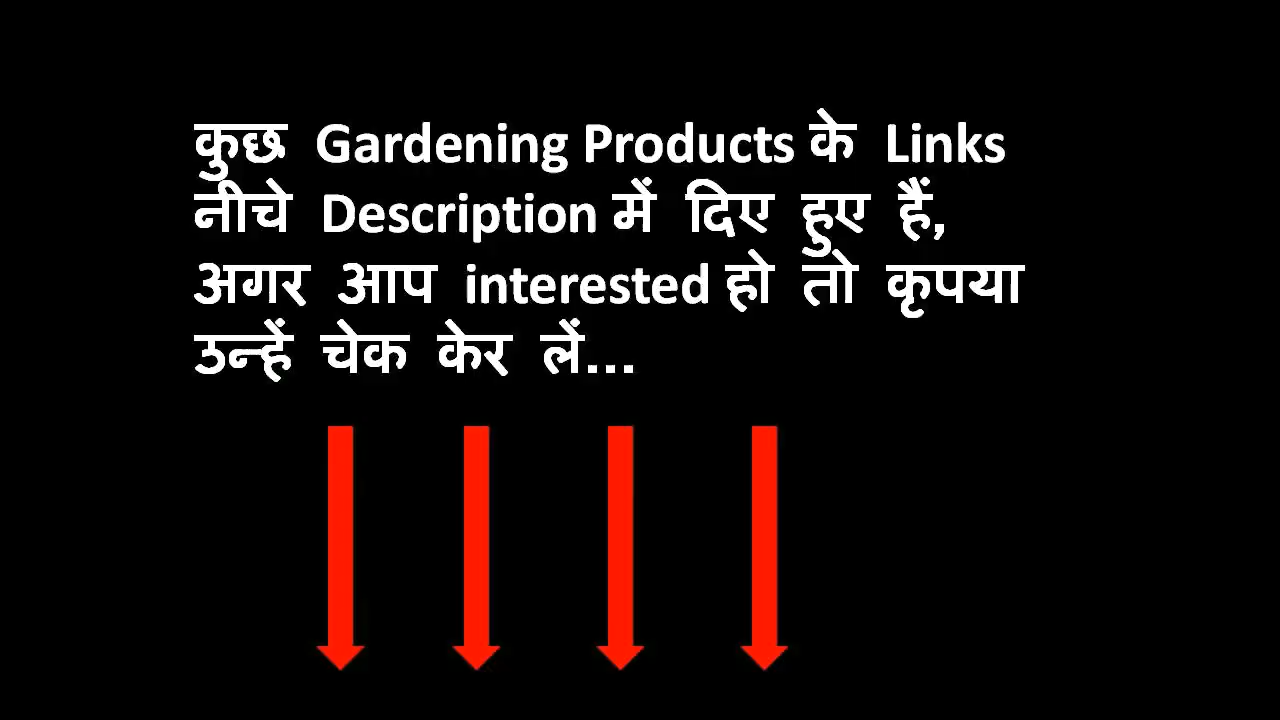 कुछ Gardening Products के Links
नीचे Description में दिए हुए हैं,
अगर आप interested हो तो कृपया
उन्हें चेक केर लें...